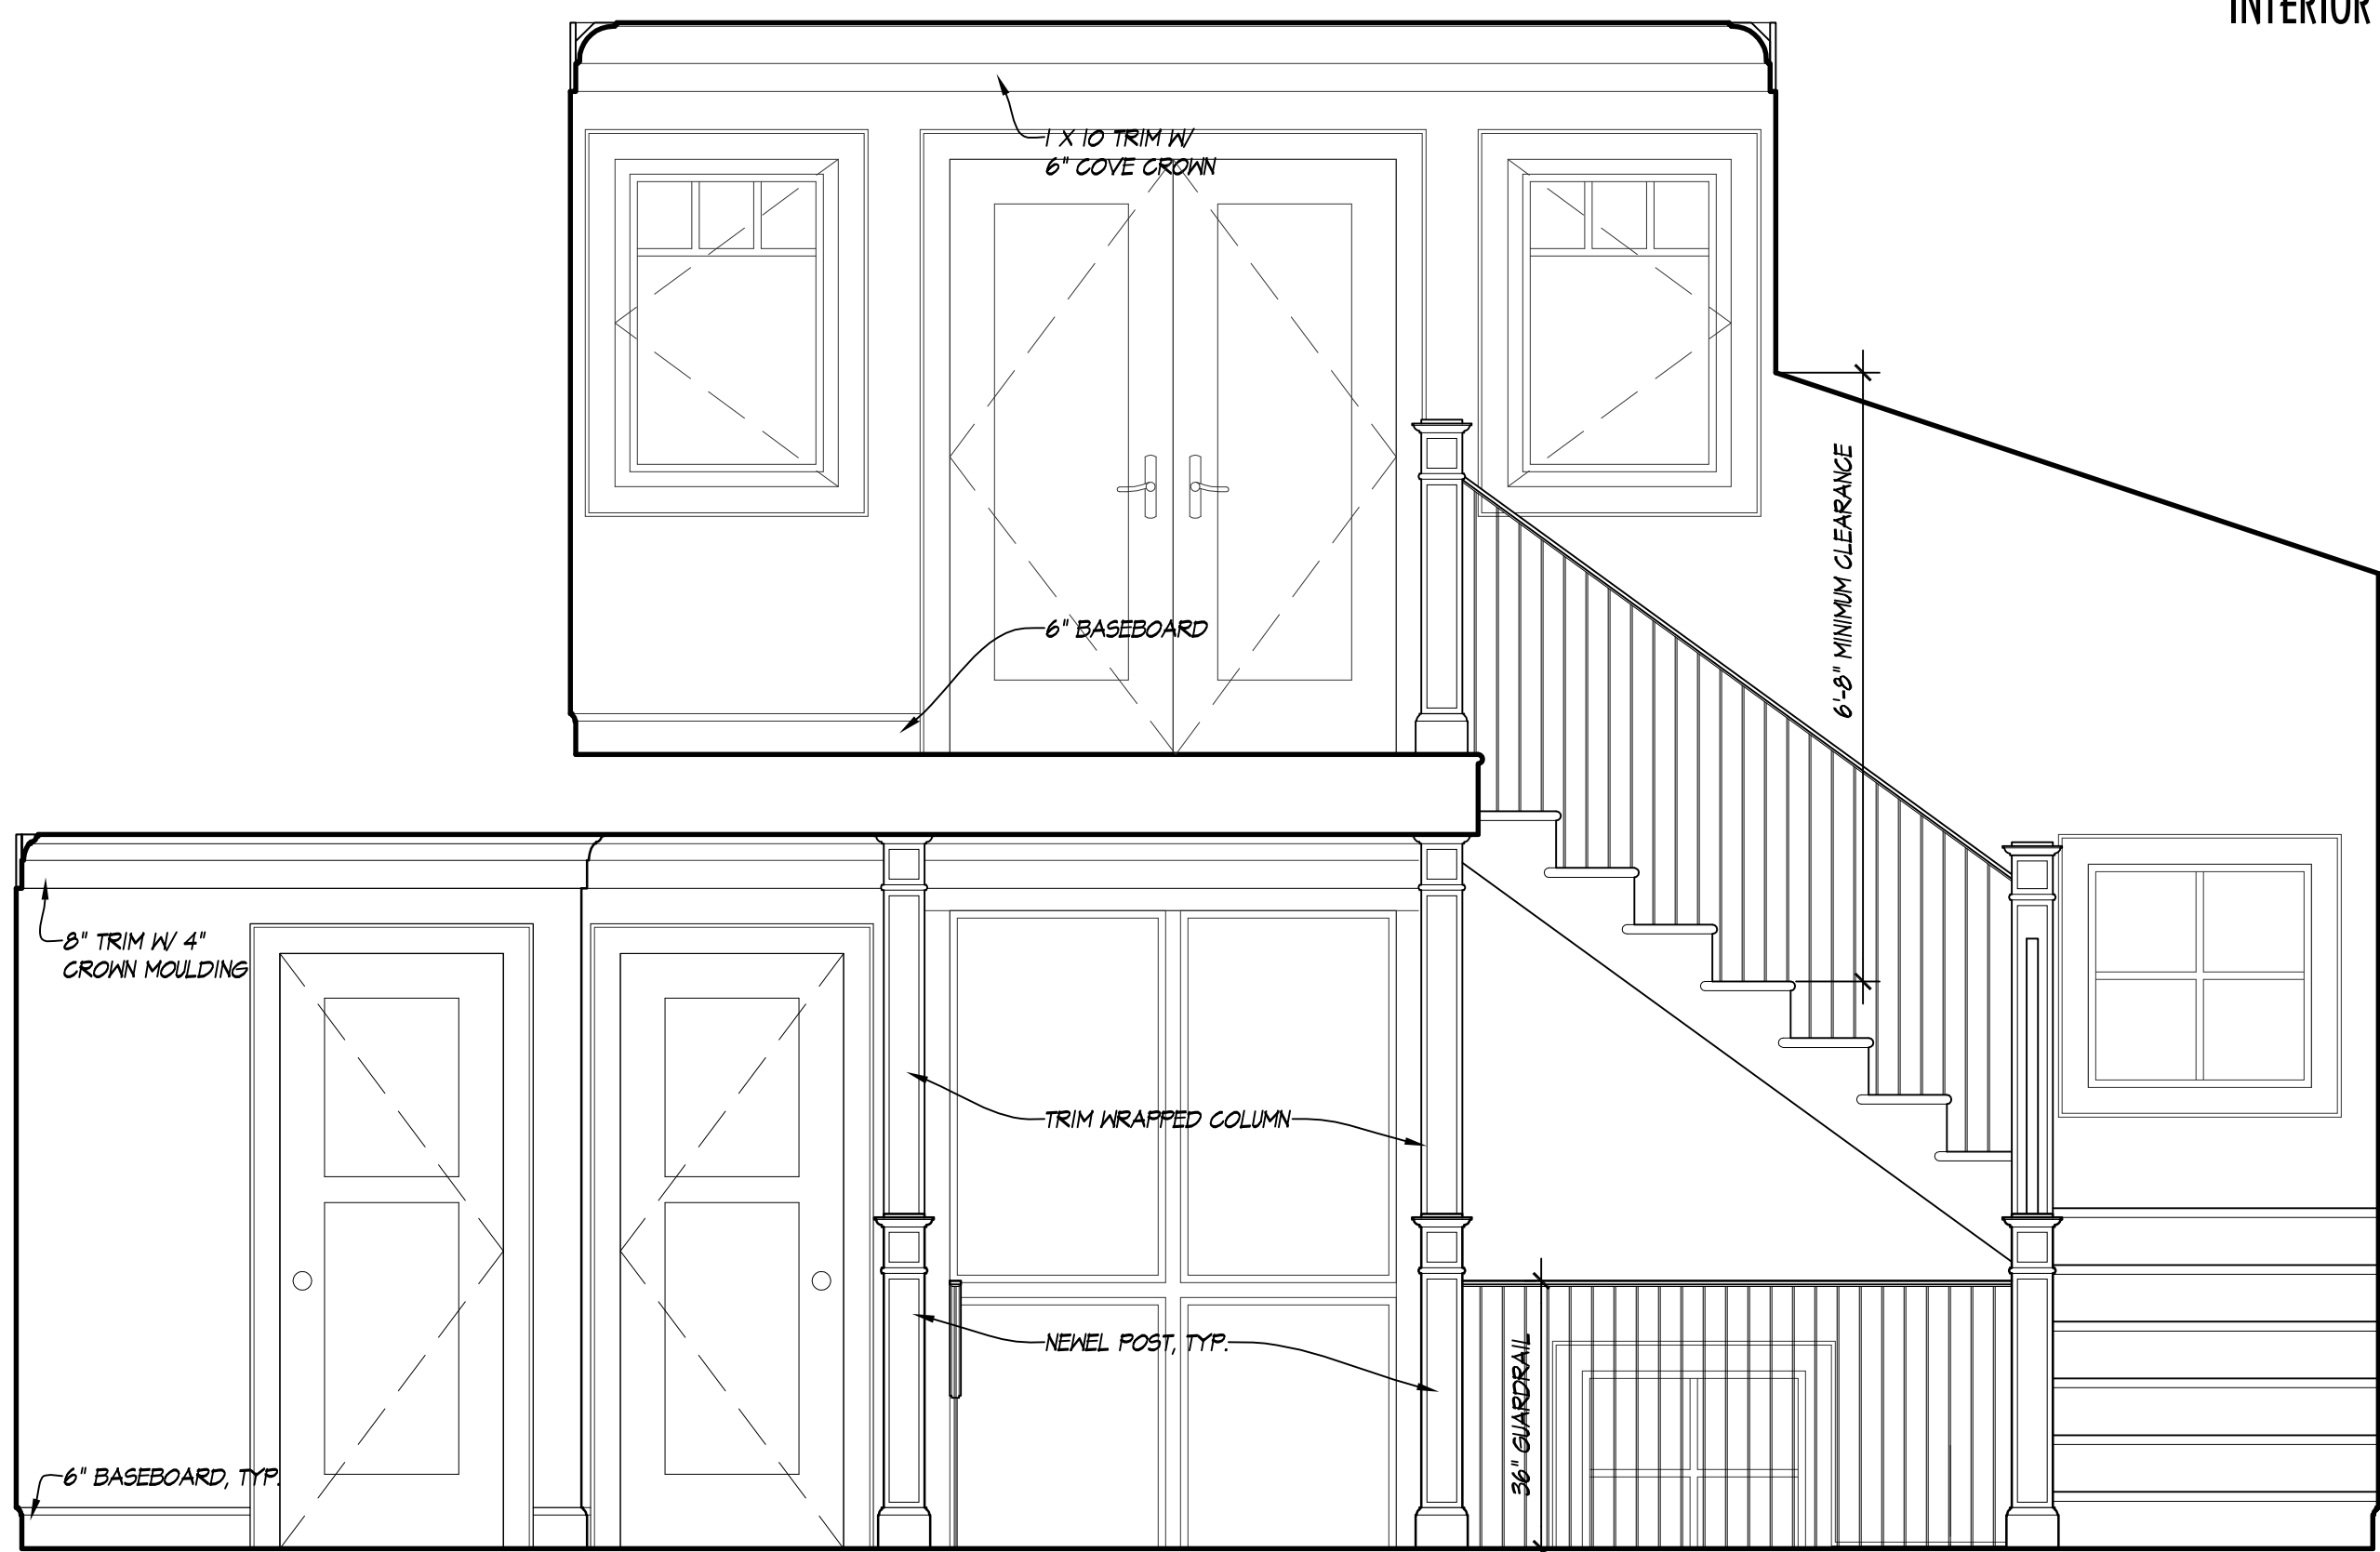 INTERIOR
1 X 10 TRIM W/
6" COVE CROWN
6'-8" MINIMUM CLEARANCE
6" BASEBOARD
8" TRIM W/ 4"
CROWN MOULDING
TRIM WRAPPED COLUMN
NEWEL POST, TYP.
36" GUARDRAIL
6" BASEBOARD, TYP.